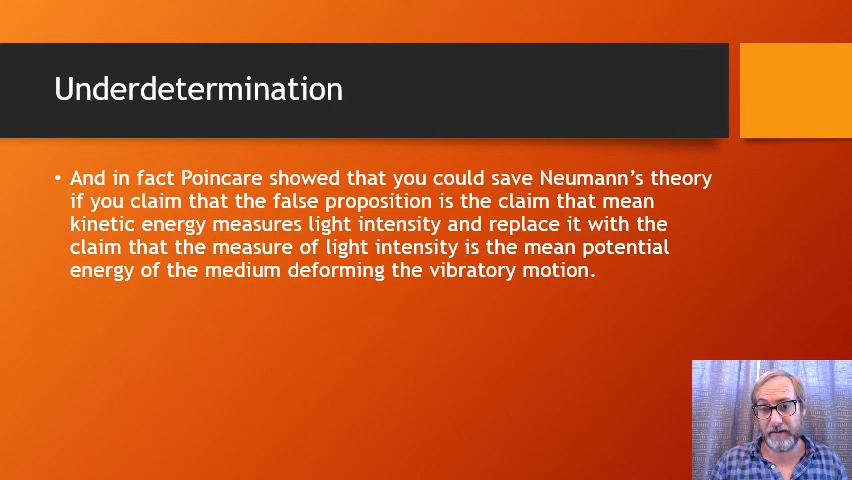 Underdetermination
• And in fact Poincare showed that you could save Neumann's theory
if you claim that the false proposition is the claim that mean
kinetic energy measures light intensity and replace it with the
claim that the measure of light intensity is the mean potential
energy of the medium deforming the vibratory motion.